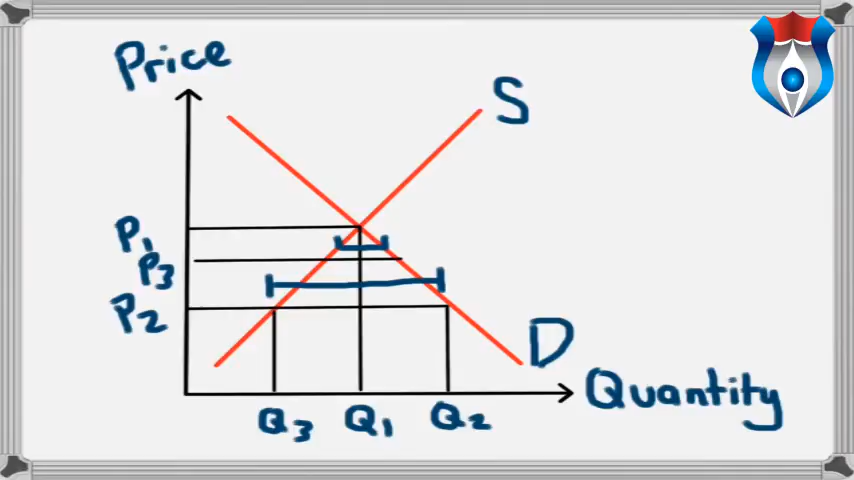 Price
S
P1
P3
P2
D
Q3 Q1 Q2
Quantity